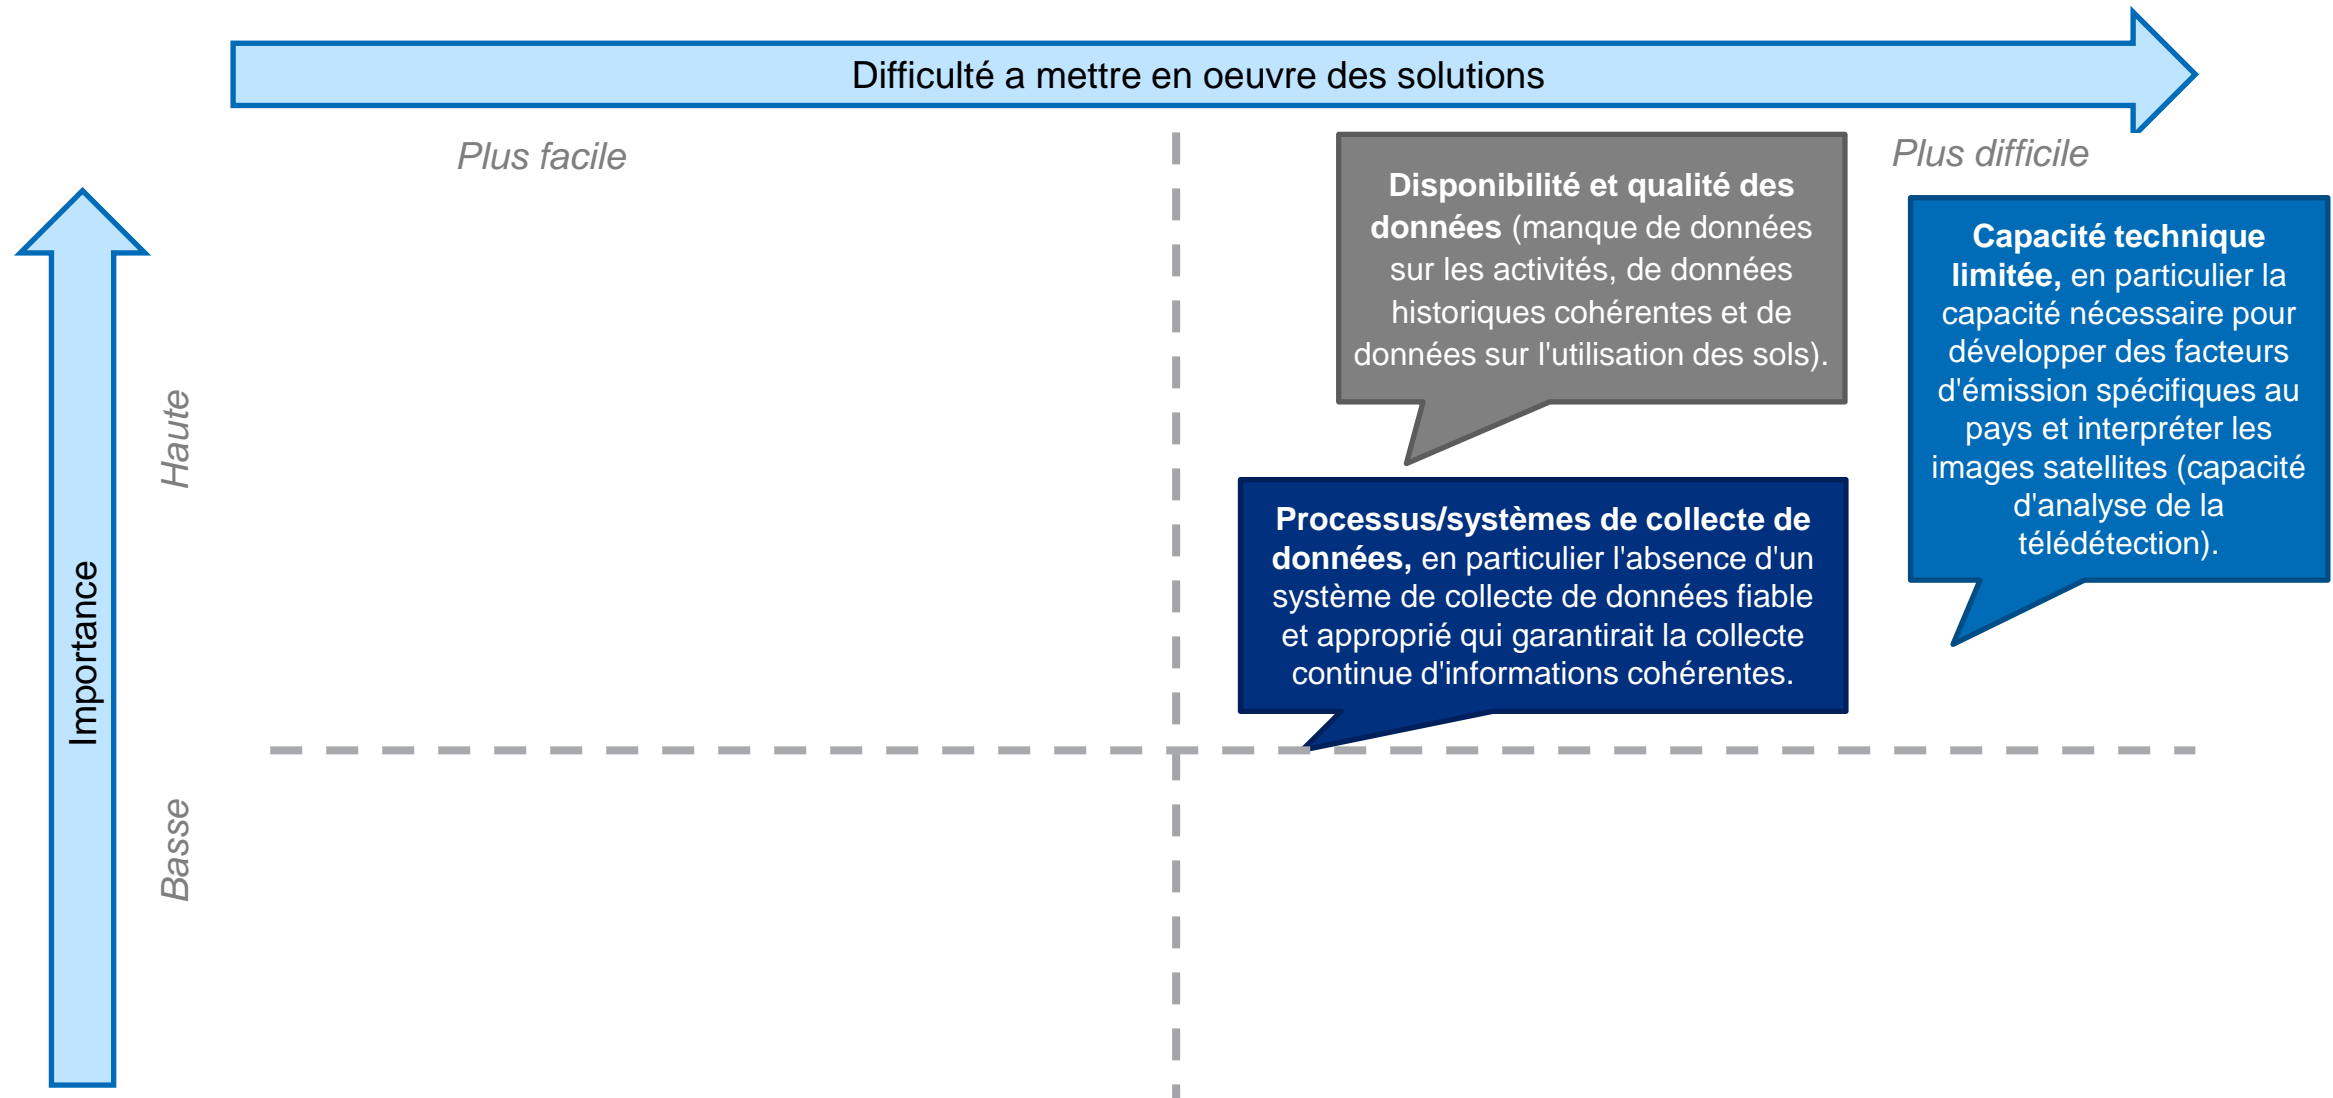 Difficulté a mettre en oeuvre des solutions
Plus facile
Plus difficile
Disponibilité et qualité des
données (manque de données
sur les activités, de données
historiques cohérentes et de
données sur l'utilisation des sols).
Capacité technique
limitée, en particulier la
capacité nécessaire pour
développer des facteurs
d'émission spécifiques au
pays et interpréter les
images satellites (capacité
d'analyse de la
télédétection).
Haute
Processus/systèmes de collecte de
données, en particulier l'absence d'un
système de collecte de données fiable
et approprié qui garantirait la collecte
continue d'informations cohérentes.
Importance
Basse